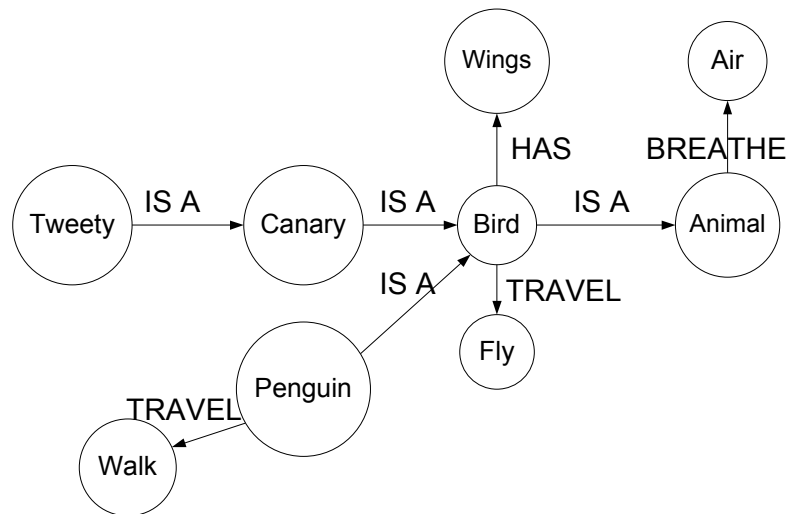 Wings
Air
HAS
BREATHE
Tweety
IS A
Canary
IS A
Bird
IS A
Animal
IS A
TRAVEL
Fly
Penguin
TRAVEL
Walk